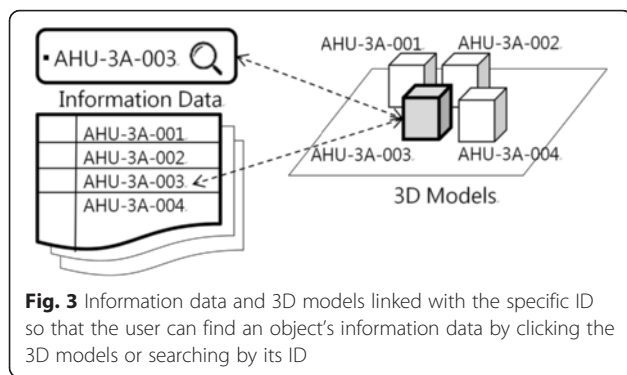 ▪ AHU-3A-003
Information Data
AHU-3A-001
AHU-3A-002
AHU-3A-003
AHU-3A-004
AHU-3A-001
AHU-3A-002
AHU-3A-003
AHU-3A-004
3D Models
Fig. 3 Information data and 3D models linked with the specific ID
so that the user can find an object's information data by clicking the
3D models or searching by its ID